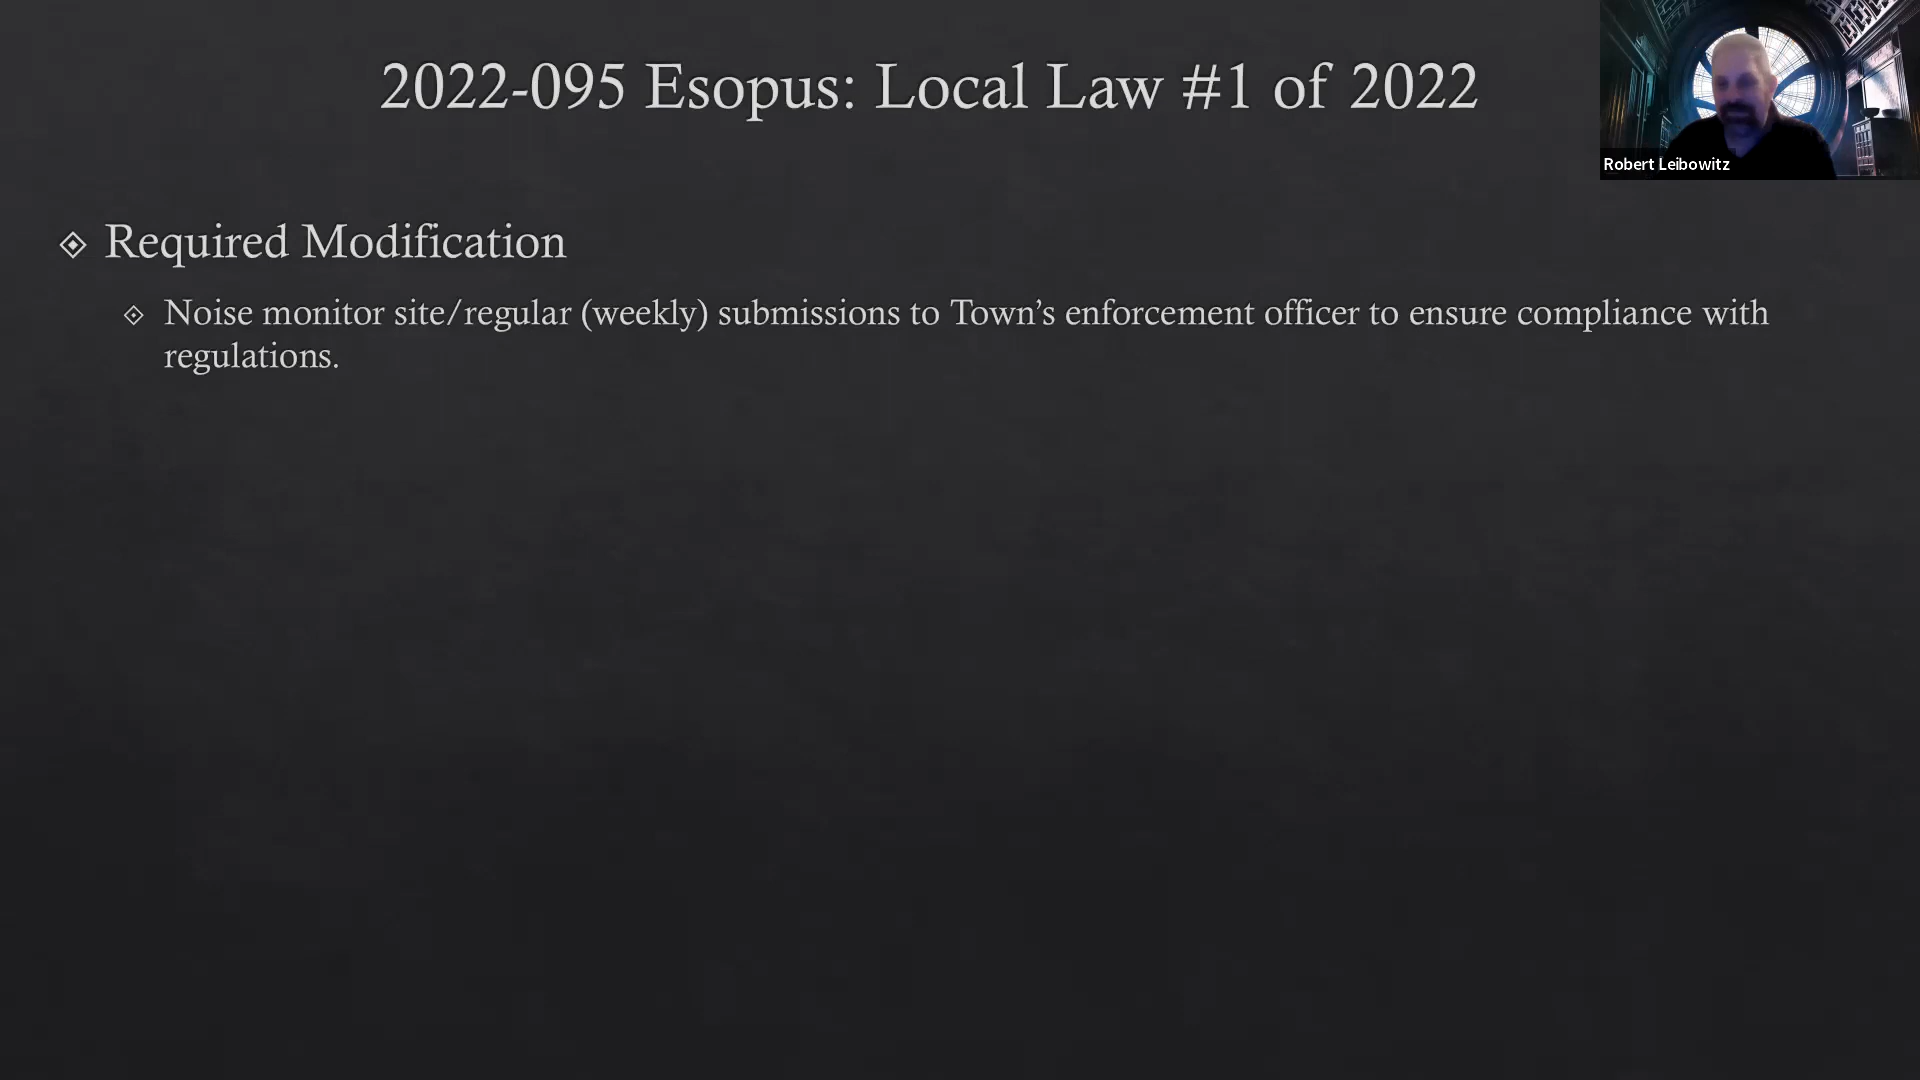 2022-095 Esopus: Local Law #1 of 2022
Robert Leibowitz
Required Modification
Noise monitor site/regular (weekly) submissions to Town’s enforcement officer to ensure compliance with
regulations.